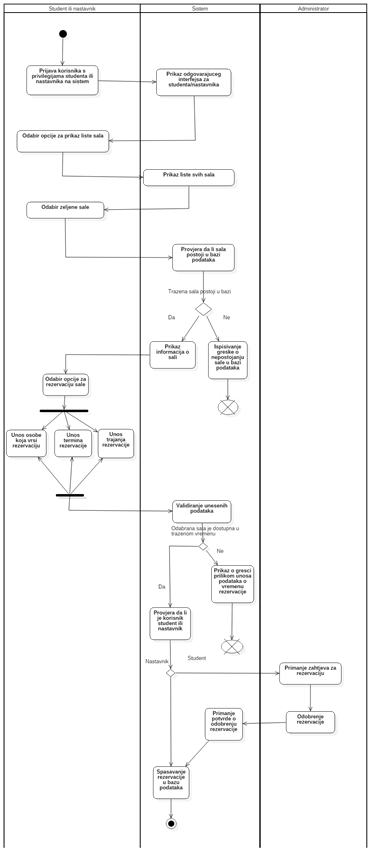 Student ili nastavnik
Sistem
Administrator
Prijava korisnika s
privilegijama studenta ili
nastavnika na sistem
Prikaz odgovarajuceg
interfejsa za
studenta/nastavnika
Odabir opcije za prikaz liste sala
Prikaz liste svih sala
Odabir zeljene sale
Provjera da li sala
postoji u bazi
podataka
Trazena sala postoji u bazi
Da
Ne
Prikaz
informacija o
sali
Ispisivanje
greske o
nepostojanju
sale u bazi
podataka
Odabir opcije za
rezervaciju sale
Unos osobe
koja vrsi
rezervaciju
Unos
termina
rezervacije
Unos
trajanja
rezervacije
Validiranje unesenih
podataka
Odabrana sala je dostupna u
trazenom vremenu
Ne
Prikaz o gresci
prilikom unosa
podataka o
vremenu
rezervacije
Da
Provjera da li
je korisnik
student ili
nastavnik
Nastavnik
Student
Primanje zahtjeva za
rezervaciju
Primanje
potvrde o
odobrenju
rezervacije
Odobrenje
rezervacije
Spasavanje
rezervacije
u bazu
podataka